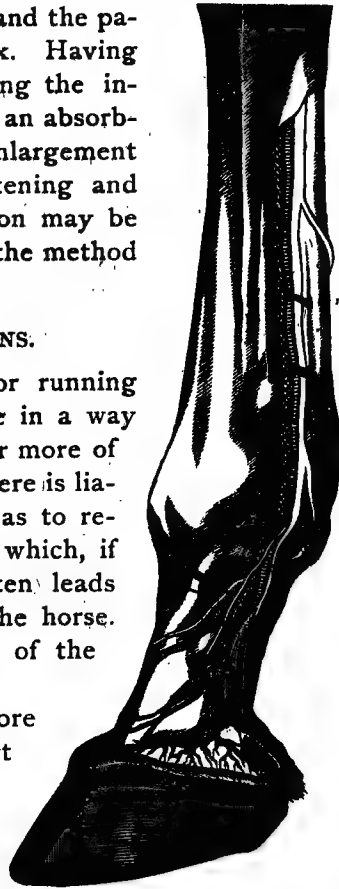 and the pa-
x. Having
ng the in-
an absorb-
nlargement
tening and
on may be
the method
NS.
or running
e in a way
r more of
ere is lia-
as to re-
which, if
ten leads
he horse.
of the
ore
t